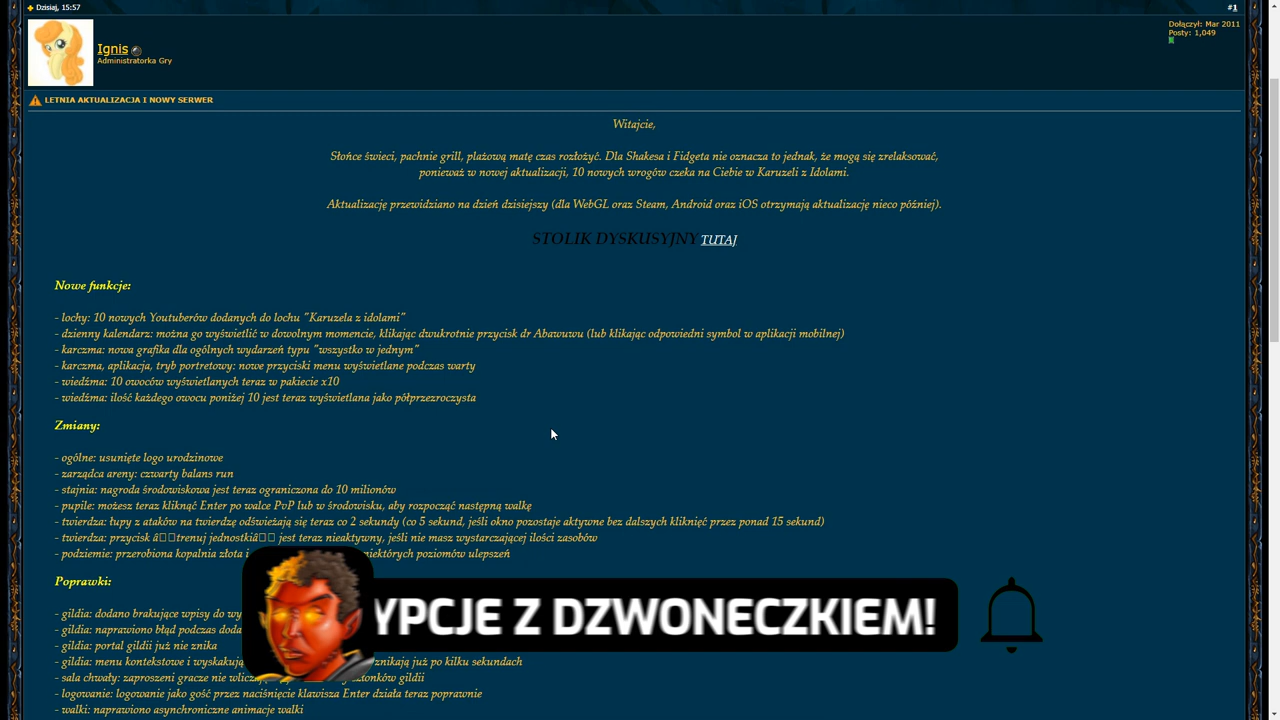 Dzisiaj, 15:57
#1
Ignis
Administratorka Gry
Dołączył: Mar 2011
Posty: 1,049
LETNIA AKTUALIZACJA I NOWY SERWER
Witajcie,
Słońce świeci, pachnie grill, plażową matę czas rozłożyć. Dla Shakesa i Fidgeta nie oznacza to jednak, że mogą się zrelaksować,
ponieważ w nowej aktualizacji, 10 nowych wrogów czeka na Ciebie w Karuzeli z Idolami.
Aktualizację przewidziano na dzień dzisiejszy (dla WebGL oraz Steam, Android oraz iOS otrzymają aktualizację nieco później).
STOLIK DYSKUSYJNY TUTAJ
Nowe funkcje:
- lochy: 10 nowych Youtuberów dodanych do lochu "Karuzela z idolami"
- dzienny kalendarz: można go wyświetlić w dowolnym momencie, klikając dwukrotnie przycisk dr Abawuwu (lub klikając odpowiedni symbol w aplikacji mobilnej)
- karczma: nowa grafika dla ogólnych wydarzeń typu "wszystko w jednym"
- karczma, aplikacja, tryb portretowy: nowe przyciski menu wyświetlane podczas warty
- wiedźma: 10 owoców wyświetlanych teraz w pakiecie x10
- wiedźma: ilość każdego owocu poniżej 10 jest teraz wyświetlana jako półprzezroczysta
Zmiany:
- ogólne: usunięte logo urodzinowe
- zarządca areny: czwarty balans run
- stajnia: nagroda środowiskowa jest teraz ograniczona do 10 milionów
- pupile: możesz teraz kliknąć Enter po walce PvP lub w środowisku, aby rozpocząć następną walkę
- twierdza: łupy z ataków na twierdzę odświeżają się teraz co 2 sekundy (co 5 sekund, jeśli okno pozostaje aktywne bez dalszych kliknięć przez ponad 15 sekund)
- twierdza: przycisk â trenuj jednostkiâ jest teraz nieaktywny, jeśli nie masz wystarczającej ilości zasobów
- podziemie: przerobiona kopalnia złota i niektórych poziomów ulepszeń
Poprawki:
- gildia: dodano brakujące wpisy do
YPCJE Z DZWONECZKIEM!
- gildia: naprawiono błąd podczas
- gildia: portal gildii już nie znika
- gildia: menu kontekstowe i znikają już po kilku sekundach
- sala chwały: zaproszeni gracze nie członków gildii
- logowanie: logowanie jako gość przez naciśnięcie klawisza Enter działa teraz poprawnie
- walki: naprawiono asynchroniczne animacje walki